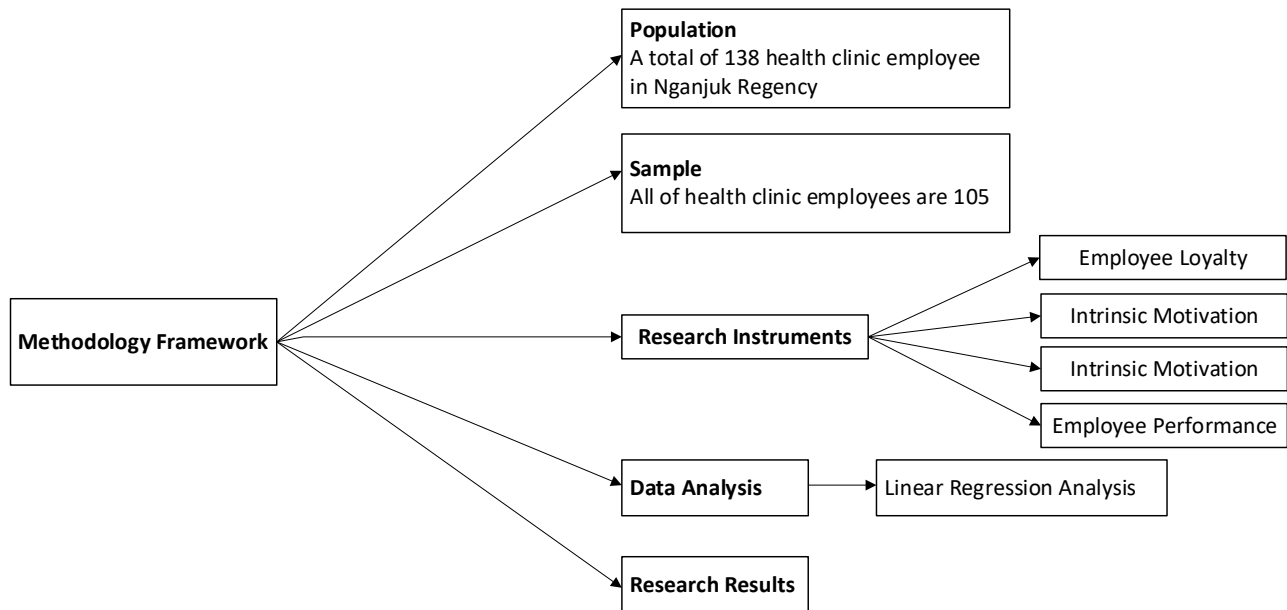 Population
A total of 138 health clinic employee
in Nganjuk Regency
Sample
All of health clinic employees are 105
Methodology Framework
Research Instruments
Employee Loyalty
Intrinsic Motivation
Intrinsic Motivation
Employee Performance
Data Analysis
Linear Regression Analysis
Research Results